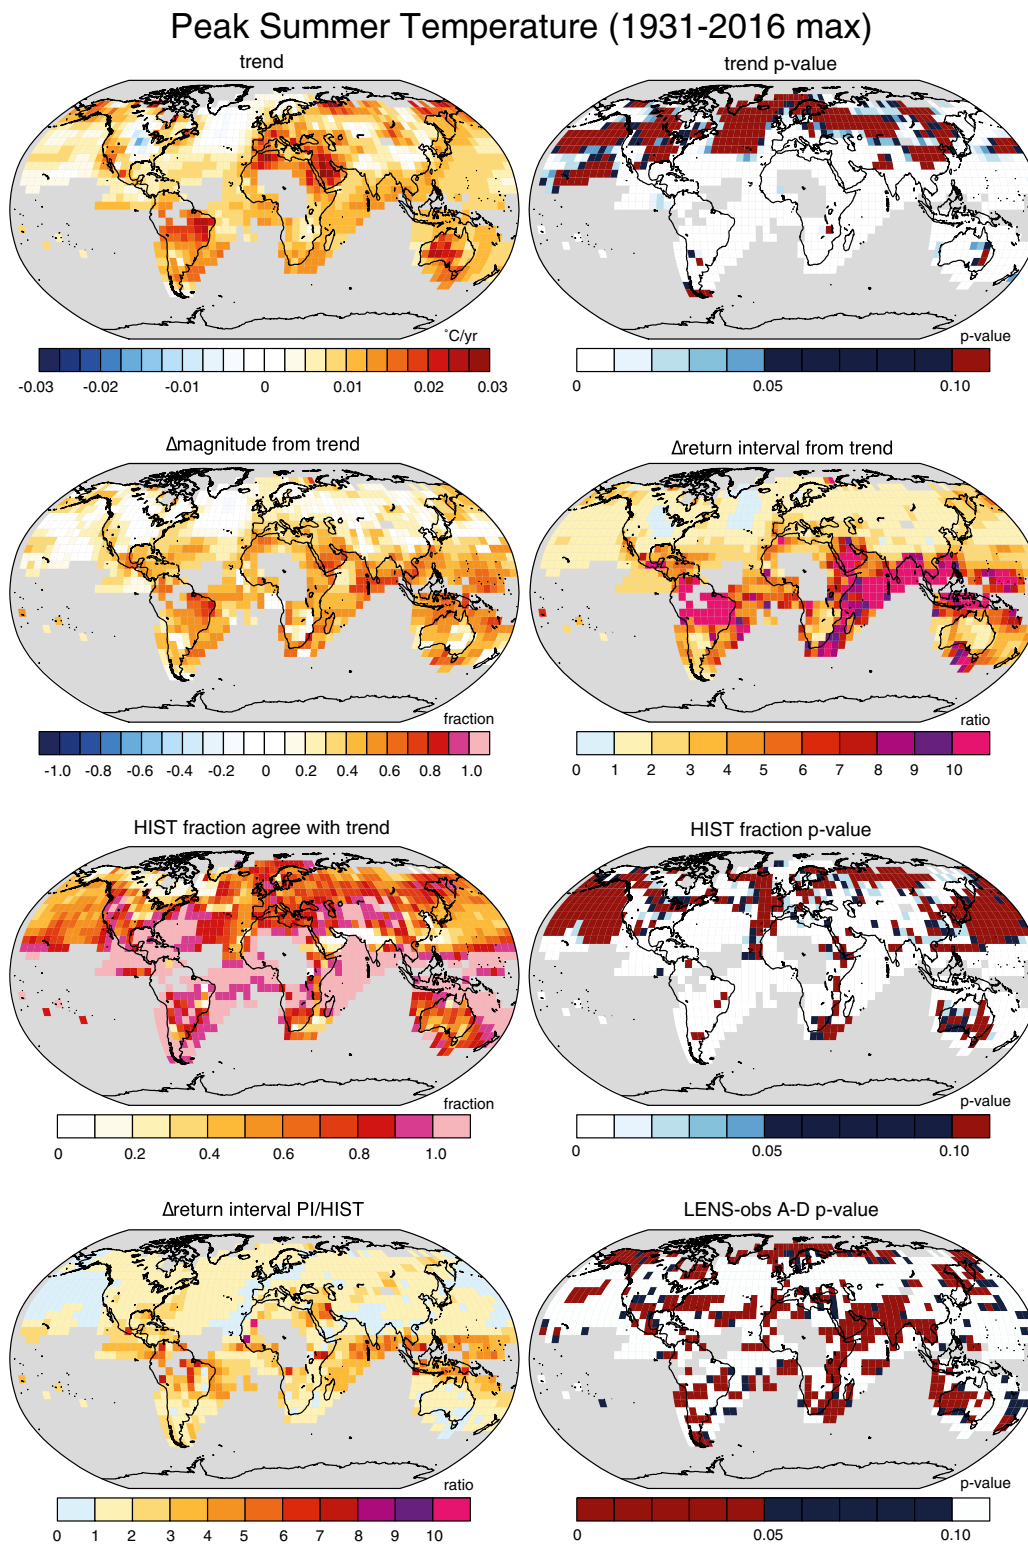 Peak Summer Temperature (1931-2016 max)
trend
trend p-value
˚C/yr
-0.03 -0.02 -0.01 0 0.01 0.02 0.03
p-value
0 0.05 0.10
Δmagnitude from trend
Δreturn interval from trend
fraction
-1.0 -0.8 -0.6 -0.4 -0.2 0 0.2 0.4 0.6 0.8 1.0
ratio
0 1 2 3 4 5 6 7 8 9 10
HIST fraction agree with trend
HIST fraction p-value
fraction
0 0.2 0.4 0.6 0.8 1.0
p-value
0 0.05 0.10
Δreturn interval PI/HIST
LENS-obs A-D p-value
ratio
0 1 2 3 4 5 6 7 8 9 10
p-value
0 0.05 0.10